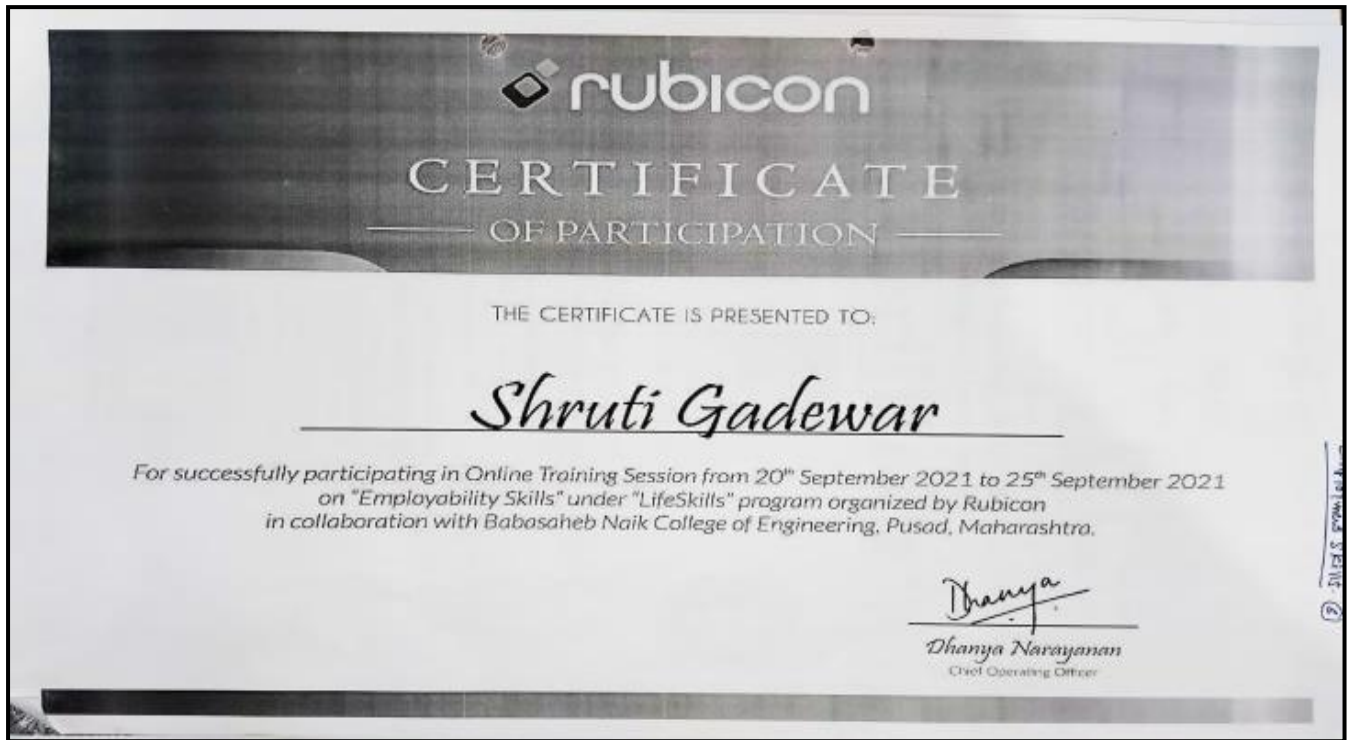 rubicon
CERTIFICATE
OF PARTICIPATION
THE CERTIFICATE IS PRESENTED TO:
Shruti Gadewar
For successfully participating in Online Training Session from 20th September 2021 to 25th September 2021
on "Employability Skills" under "LifeSkills" program organized by Rubicon
in collaboration with Babasaheb Naik College of Engineering, Pusad, Maharashtra.
Dhanya
Dhanya Narayanan
Chief Operating Officer